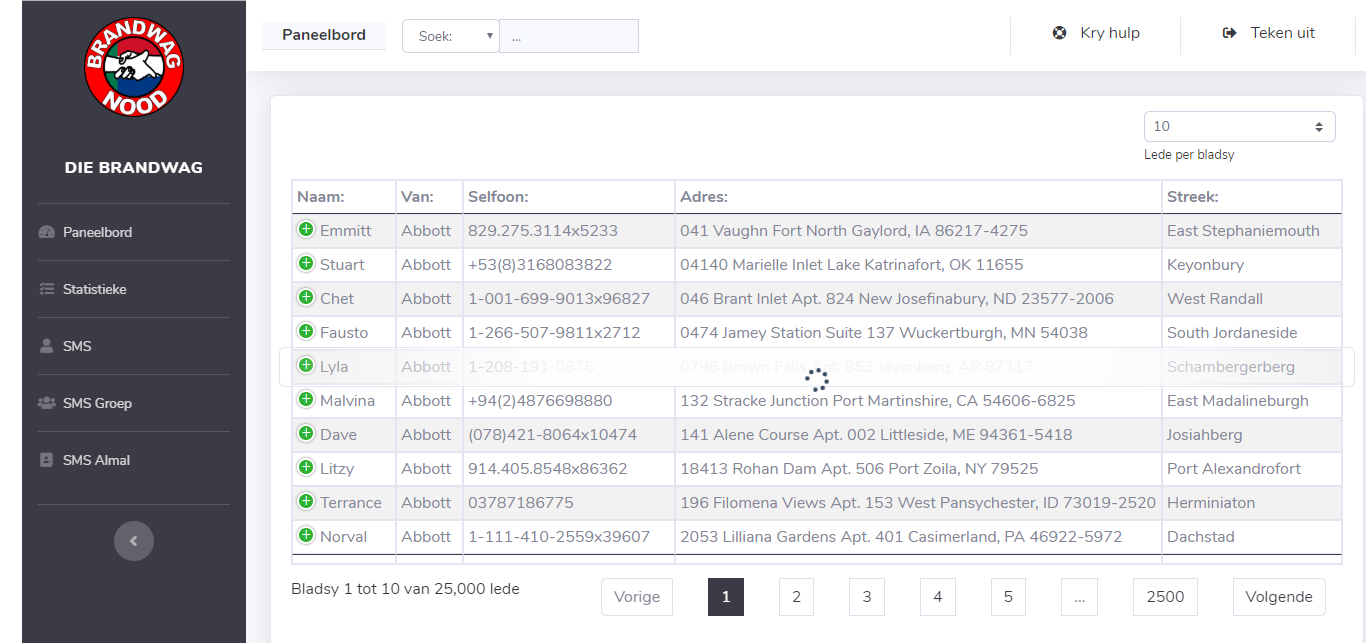 BRANDWAG
NOOD
DIE BRANDWAG
Paneelbord
Statistieke
SMS
SMS Groep
SMS Almal
Paneelbord Soek: ... Kry hulp Teken uit
10
Lede per bladsy
Naam: Van: Selfoon: Adres: Streek:
Emmitt Abbott 829.275.3114x5233 041 Vaughn Fort North Gaylord, IA 86217-4275 East Stephaniemouth
Stuart Abbott +53(8)3168083822 04140 Marielle Inlet Lake Katrinafort, OK 11655 Keyonbury
Chet Abbott 1-001-699-9013x96827 046 Brant Inlet Apt. 824 New Josefinabury, ND 23577-2006 West Randall
Fausto Abbott 1-266-507-9811x2712 0474 Jamey Station Suite 137 Wuckertburgh, MN 54038 South Jordaneside
Lyla Abbott 1-208-191-0876 0796 Brown Falls Apt. 853 Jevonberg, AR 87317 Schambergerberg
Malvina Abbott +94(2)4876698880 132 Stracke Junction Port Martinshire, CA 54606-6825 East Madalineburgh
Dave Abbott (078)421-8064x10474 141 Alene Course Apt. 002 Littleside, ME 94361-5418 Josiahberg
Litzy Abbott 914.405.8548x86362 18413 Rohan Dam Apt. 506 Port Zoila, NY 79525 Port Alexandrofort
Terrance Abbott 03787186775 196 Filomena Views Apt. 153 West Pansychester, ID 73019-2520 Herminiaton
Norval Abbott 1-111-410-2559x39607 2053 Lilliana Gardens Apt. 401 Casimerland, PA 46922-5972 Dachstad
Bladsy 1 tot 10 van 25,000 lede Vorige 1 2 3 4 5 ... 2500 Volgende